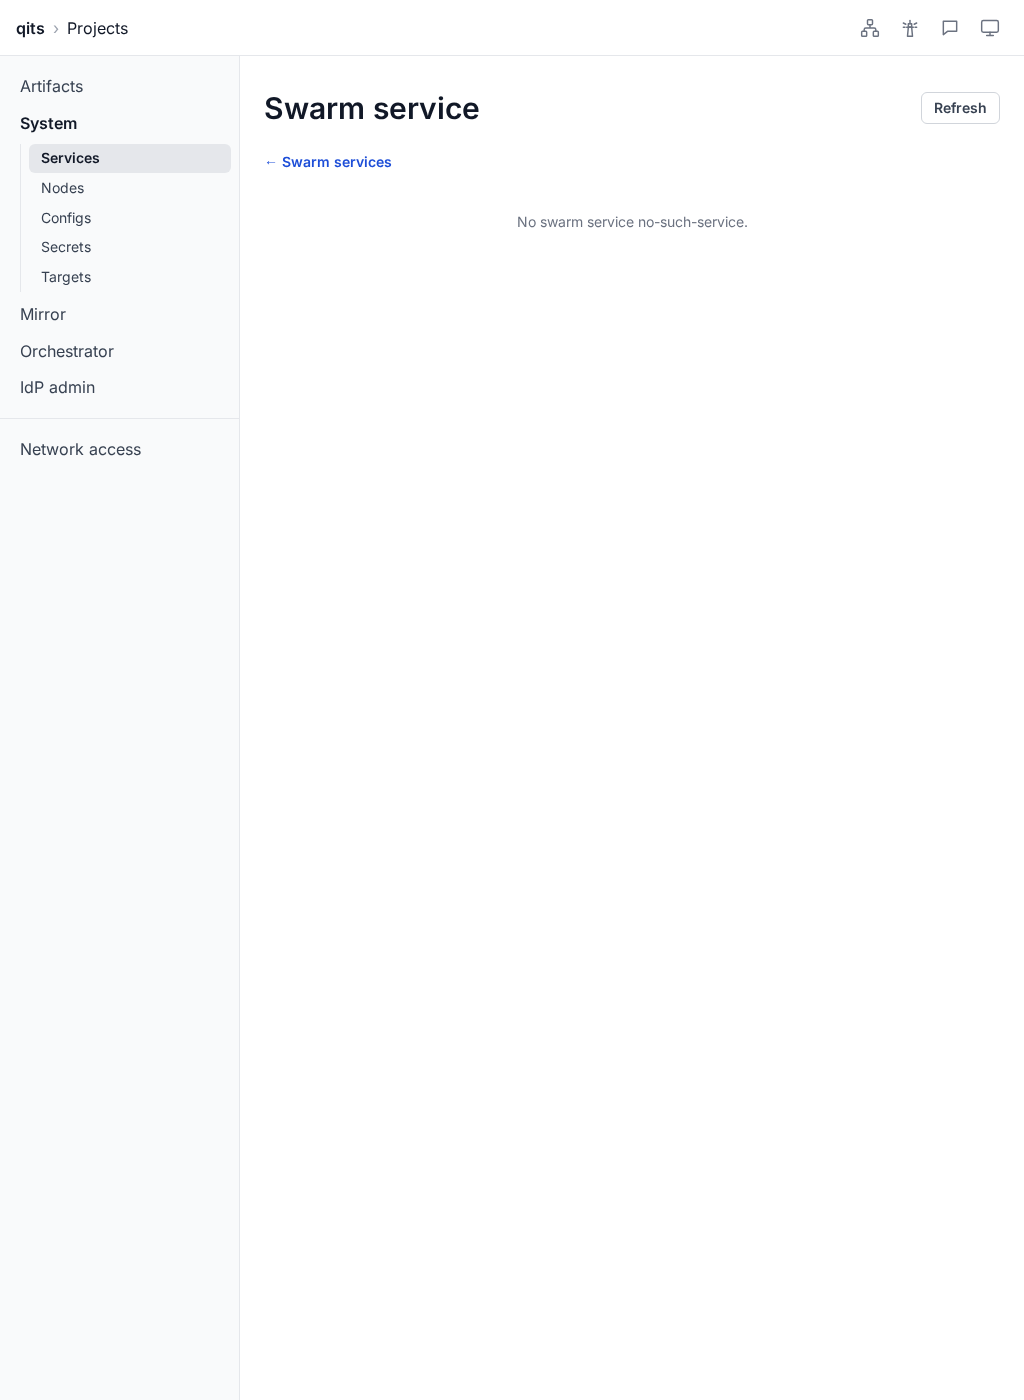 qits › Projects
Artifacts
System
Services
Nodes
Configs
Secrets
Targets
Mirror
Orchestrator
IdP admin
Network access
Swarm service
Refresh
← Swarm services
No swarm service no-such-service.